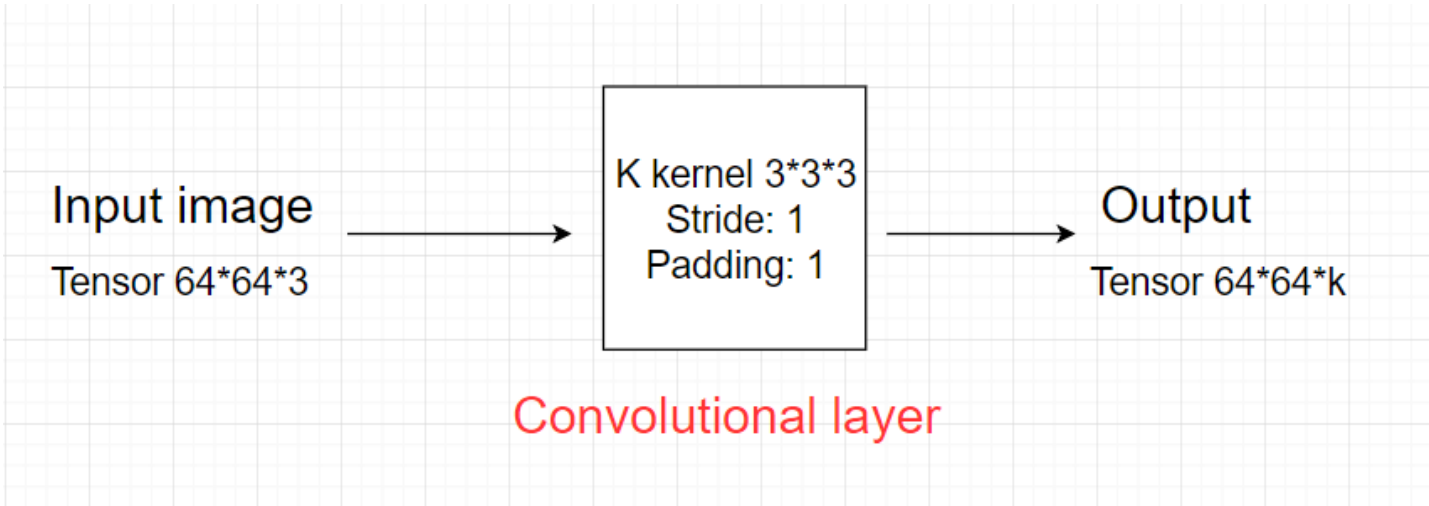 Input image
Tensor 64*64*3
K kernel 3*3*3
Stride: 1
Padding: 1
Output
Tensor 64*64*k
Convolutional layer